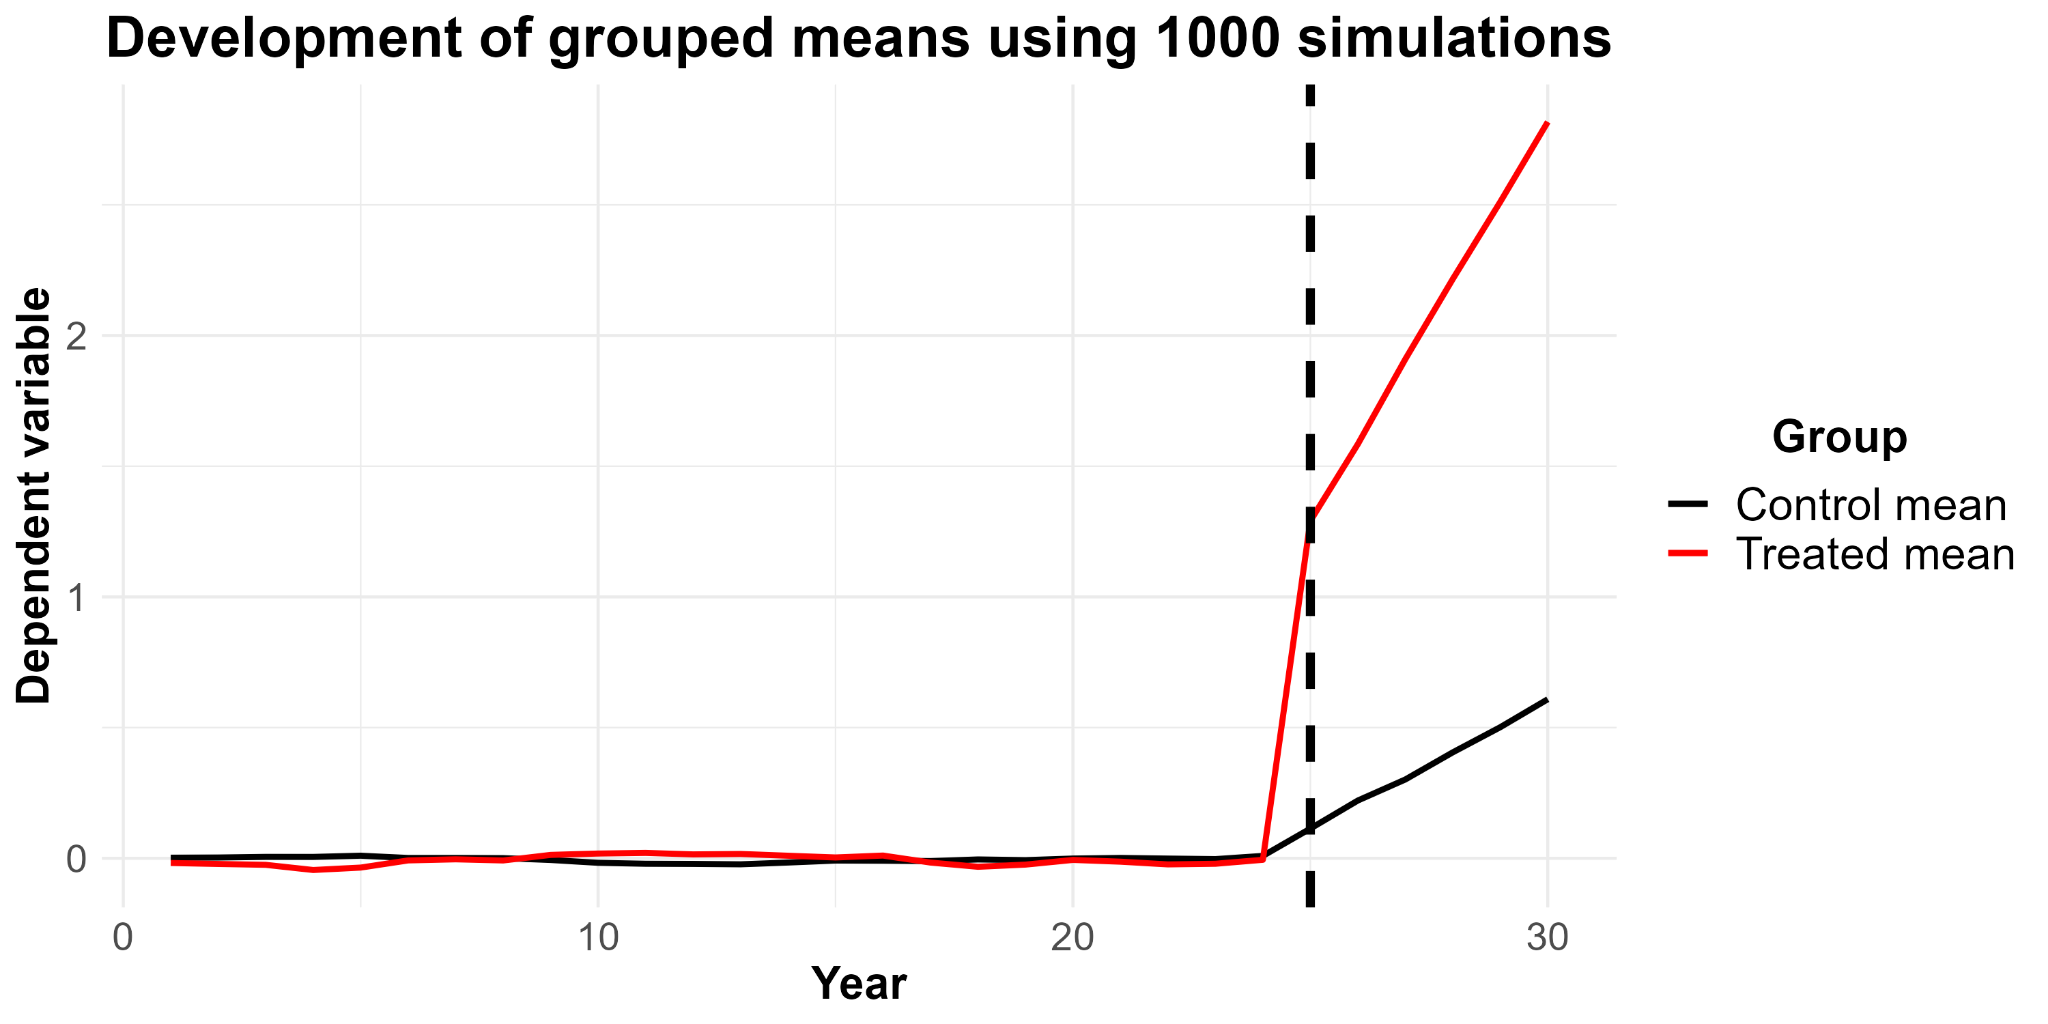 Development of grouped means using 1000 simulations
Dependent variable
2
1
0
0 10 20 30
Year
Group
Control mean
Treated mean